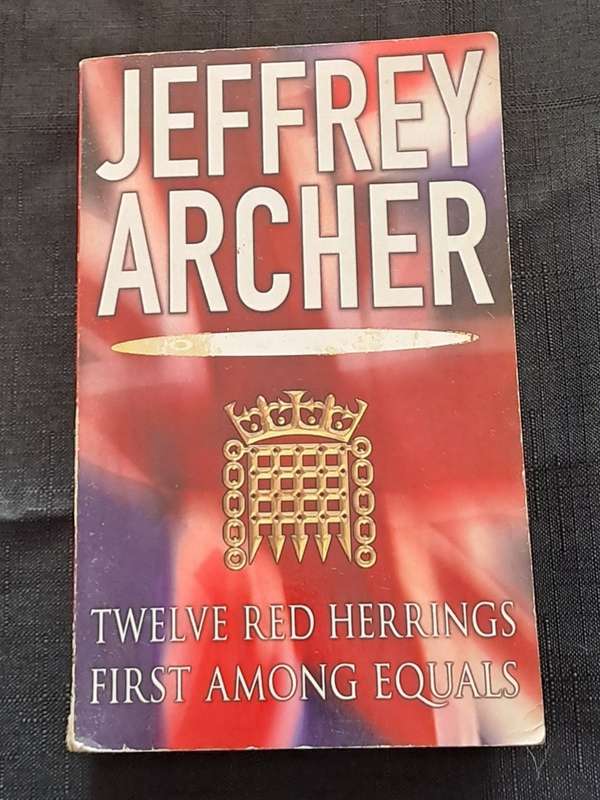 JEFFREY
ARCHER
TWELVE RED HERRINGS
FIRST AMONG EQUALS